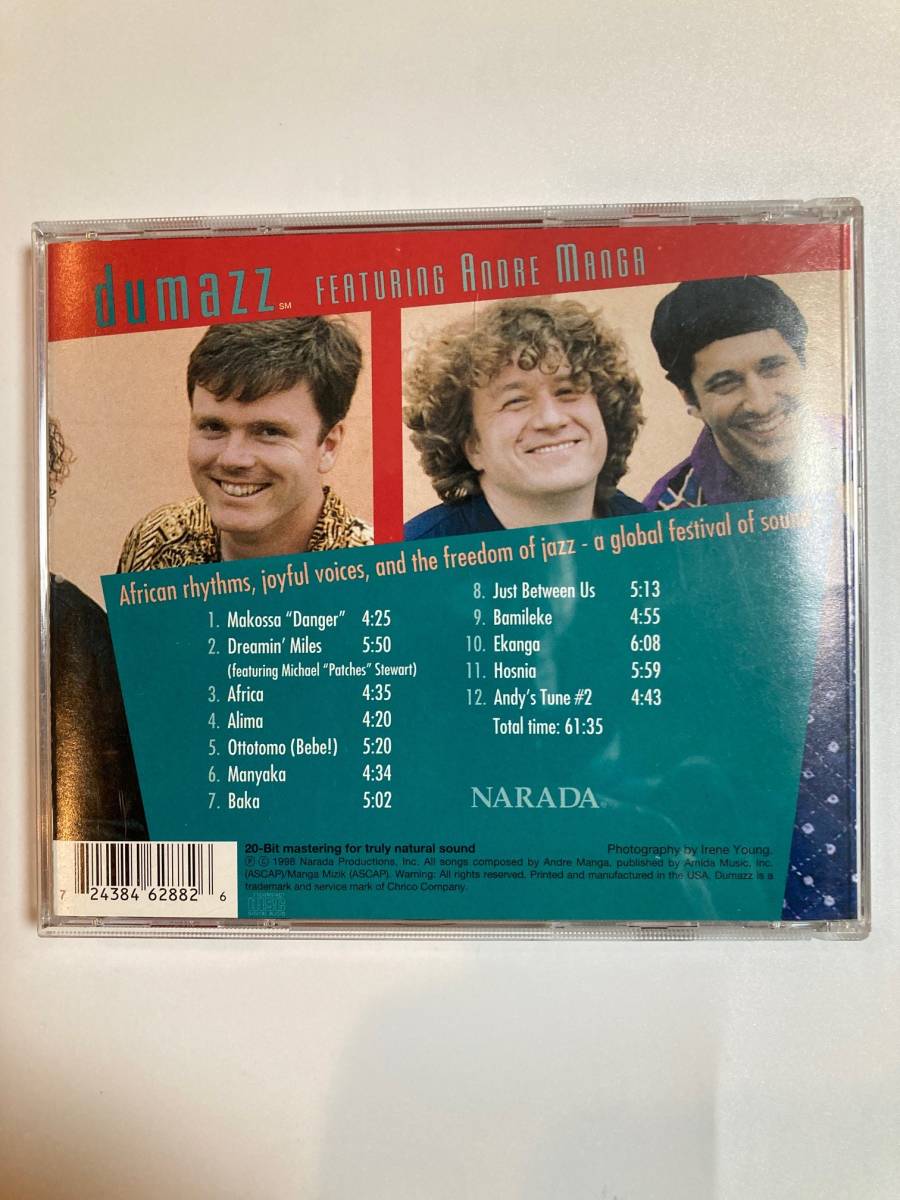 dumazz SM FEATURING ANDRE MANGA
African rhythms, joyful voices, and the freedom of jazz - a global festival of sound
1. Makossa "Danger" 4:25
2. Dreamin' Miles 5:50
(featuring Michael "Patches" Stewart)
3. Africa 4:35
4. Alima 4:20
5. Ottotomo (Bebe!) 5:20
6. Manyaka 4:34
7. Baka 5:02
8. Just Between Us 5:13
9. Bamileke 4:55
10. Ekanga 6:08
11. Hosnia 5:59
12. Andy's Tune #2 4:43
Total time: 61:35
NARADA
20-Bit mastering for truly natural sound
Photography by Irene Young.
℗ © 1998 Narada Productions, Inc. All songs composed by Andre Manga, published by Amida Music, Inc.
(ASCAP)/Manga Mizik (ASCAP). Warning: All rights reserved. Printed and manufactured in the USA. Dumazz is a
trademark and service mark of Chrico Company.
7 24384 62882 6